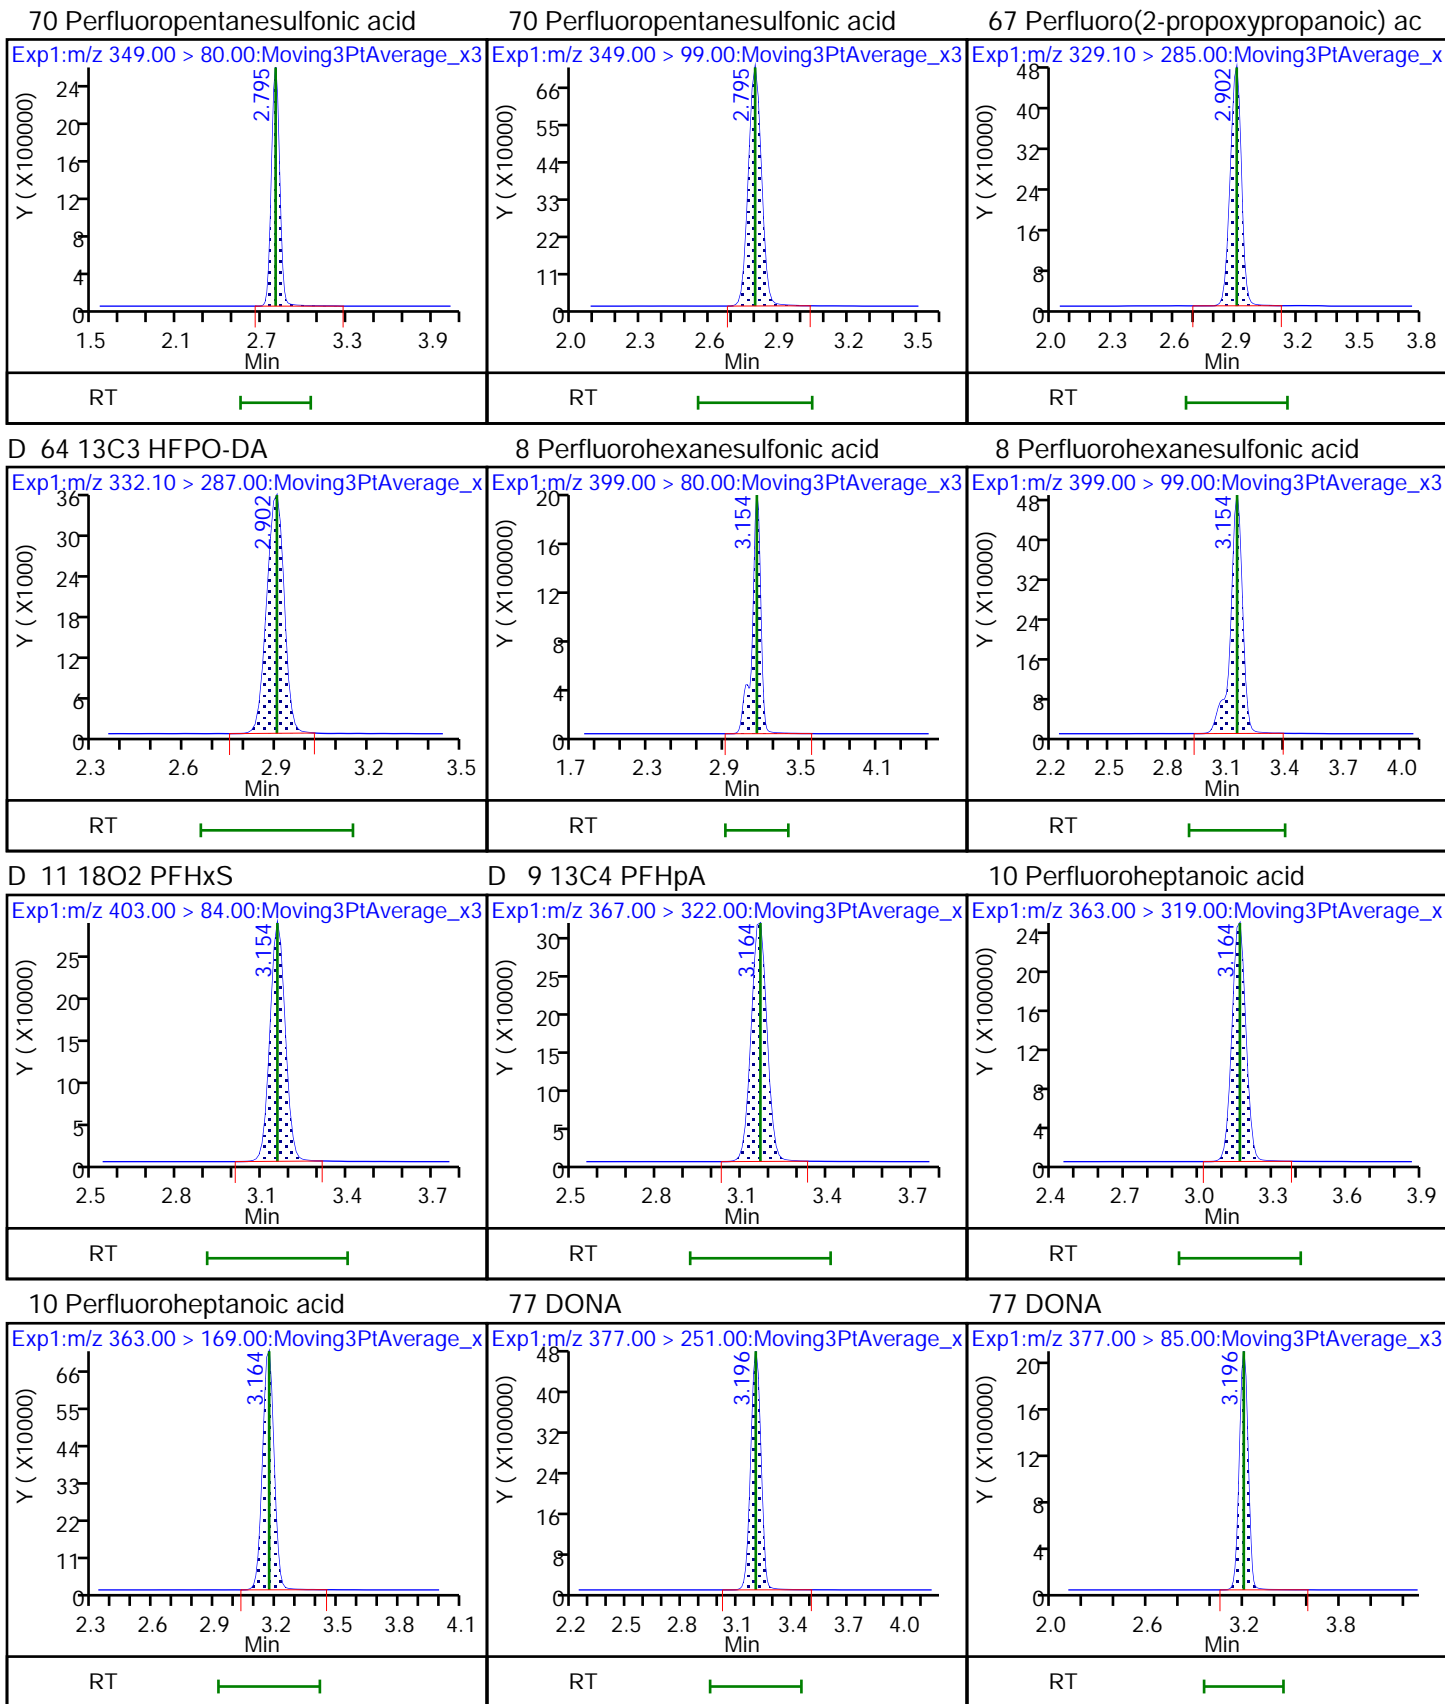 70 Perfluoropentanesulfonic acid
Exp1:m/z 349.00 > 80.00:Moving3PtAverage_x3
2.795
Y ( X100000)
24
20
16
12
8
4
0
1.5 2.1 2.7 3.3 3.9
Min
RT
70 Perfluoropentanesulfonic acid
Exp1:m/z 349.00 > 99.00:Moving3PtAverage_x3
2.795
Y ( X10000)
66
55
44
33
22
11
0
2.0 2.3 2.6 2.9 3.2 3.5
Min
RT
67 Perfluoro(2-propoxypropanoic) ac
Exp1:m/z 329.10 > 285.00:Moving3PtAverage_x
2.902
Y ( X10000)
48
40
32
24
16
8
0
2.0 2.3 2.6 2.9 3.2 3.5 3.8
Min
RT
D 64 13C3 HFPO-DA
Exp1:m/z 332.10 > 287.00:Moving3PtAverage_x
2.902
Y ( X10000)
36
30
24
18
12
6
0
2.3 2.6 2.9 3.2 3.5
Min
RT
8 Perfluorohexanesulfonic acid
Exp1:m/z 399.00 > 80.00:Moving3PtAverage_x3
3.154
Y ( X100000)
20
16
12
8
4
0
1.7 2.3 2.9 3.5 4.1
Min
RT
8 Perfluorohexanesulfonic acid
Exp1:m/z 399.00 > 99.00:Moving3PtAverage_x3
3.154
Y ( X10000)
48
40
32
24
16
8
0
2.2 2.5 2.8 3.1 3.4 3.7 4.0
Min
RT
D 11 18O2 PFHxS
Exp1:m/z 403.00 > 84.00:Moving3PtAverage_x3
3.154
Y ( X100000)
25
20
15
10
5
0
2.5 2.8 3.1 3.4 3.7
Min
RT
D 9 13C4 PFHpA
Exp1:m/z 367.00 > 322.00:Moving3PtAverage_x
3.164
Y ( X100000)
30
25
20
15
10
5
0
2.5 2.8 3.1 3.4 3.7
Min
RT
10 Perfluoroheptanoic acid
Exp1:m/z 363.00 > 319.00:Moving3PtAverage_x
3.164
Y ( X100000)
24
20
16
12
8
4
0
2.4 2.7 3.0 3.3 3.6 3.9
Min
RT
10 Perfluoroheptanoic acid
Exp1:m/z 363.00 > 169.00:Moving3PtAverage_x
3.164
Y ( X10000)
66
55
44
33
22
11
0
2.3 2.6 2.9 3.2 3.5 3.8 4.1
Min
RT
77 DONA
Exp1:m/z 377.00 > 251.00:Moving3PtAverage_x
3.196
Y ( X100000)
48
40
32
24
16
8
0
2.2 2.5 2.8 3.1 3.4 3.7 4.0
Min
RT
77 DONA
Exp1:m/z 377.00 > 85.00:Moving3PtAverage_x3
3.196
Y ( X100000)
20
16
12
8
4
0
2.0 2.6 3.2 3.8
Min
RT